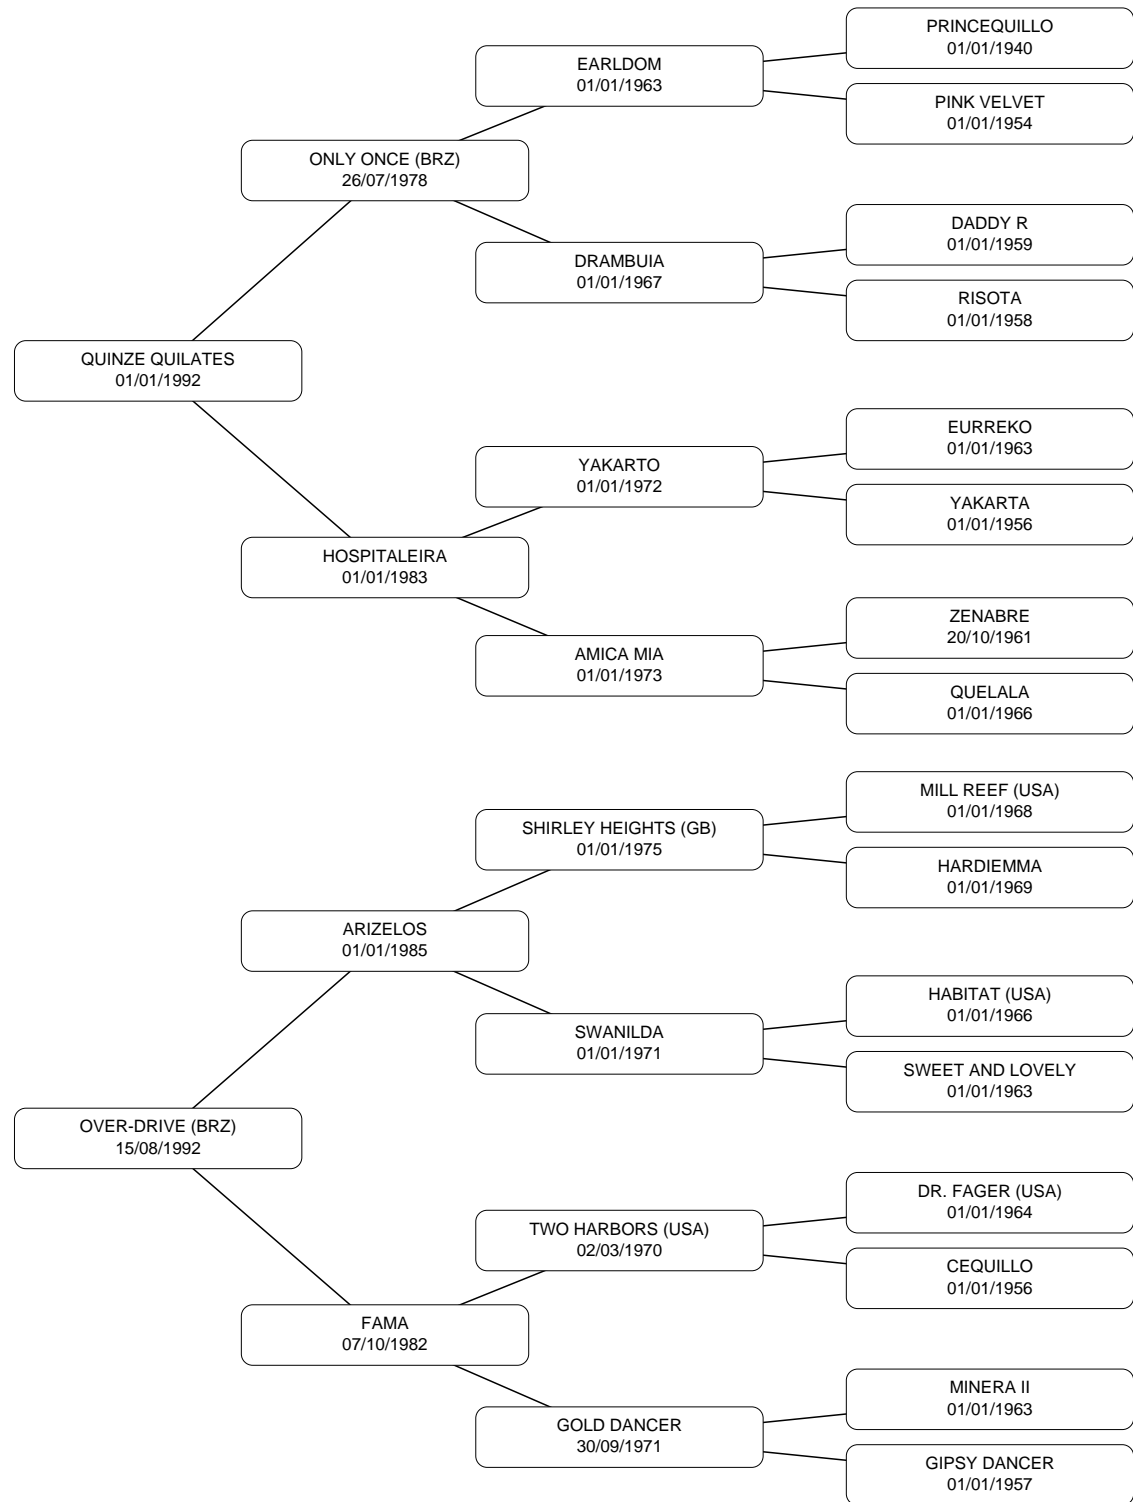 PRINCEQUILLO
01/01/1940
EARLDOM
01/01/1963
PINK VELVET
01/01/1954
ONLY ONCE (BRZ)
26/07/1978
DADDY R
01/01/1959
DRAMBUIA
01/01/1967
RISOTA
01/01/1958
QUINZE QUILATES
01/01/1992
EURREKO
01/01/1963
YAKARTO
01/01/1972
YAKARTA
01/01/1956
HOSPITALEIRA
01/01/1983
ZENABRE
20/10/1961
AMICA MIA
01/01/1973
QUELALA
01/01/1966
MILL REEF (USA)
01/01/1968
SHIRLEY HEIGHTS (GB)
01/01/1975
HARDIEMMA
01/01/1969
ARIZELOS
01/01/1985
HABITAT (USA)
01/01/1966
SWANILDA
01/01/1971
SWEET AND LOVELY
01/01/1963
OVER-DRIVE (BRZ)
15/08/1992
DR. FAGER (USA)
01/01/1964
TWO HARBORS (USA)
02/03/1970
CEQUILLO
01/01/1956
FAMA
07/10/1982
MINERA II
01/01/1963
GOLD DANCER
30/09/1971
GIPSY DANCER
01/01/1957